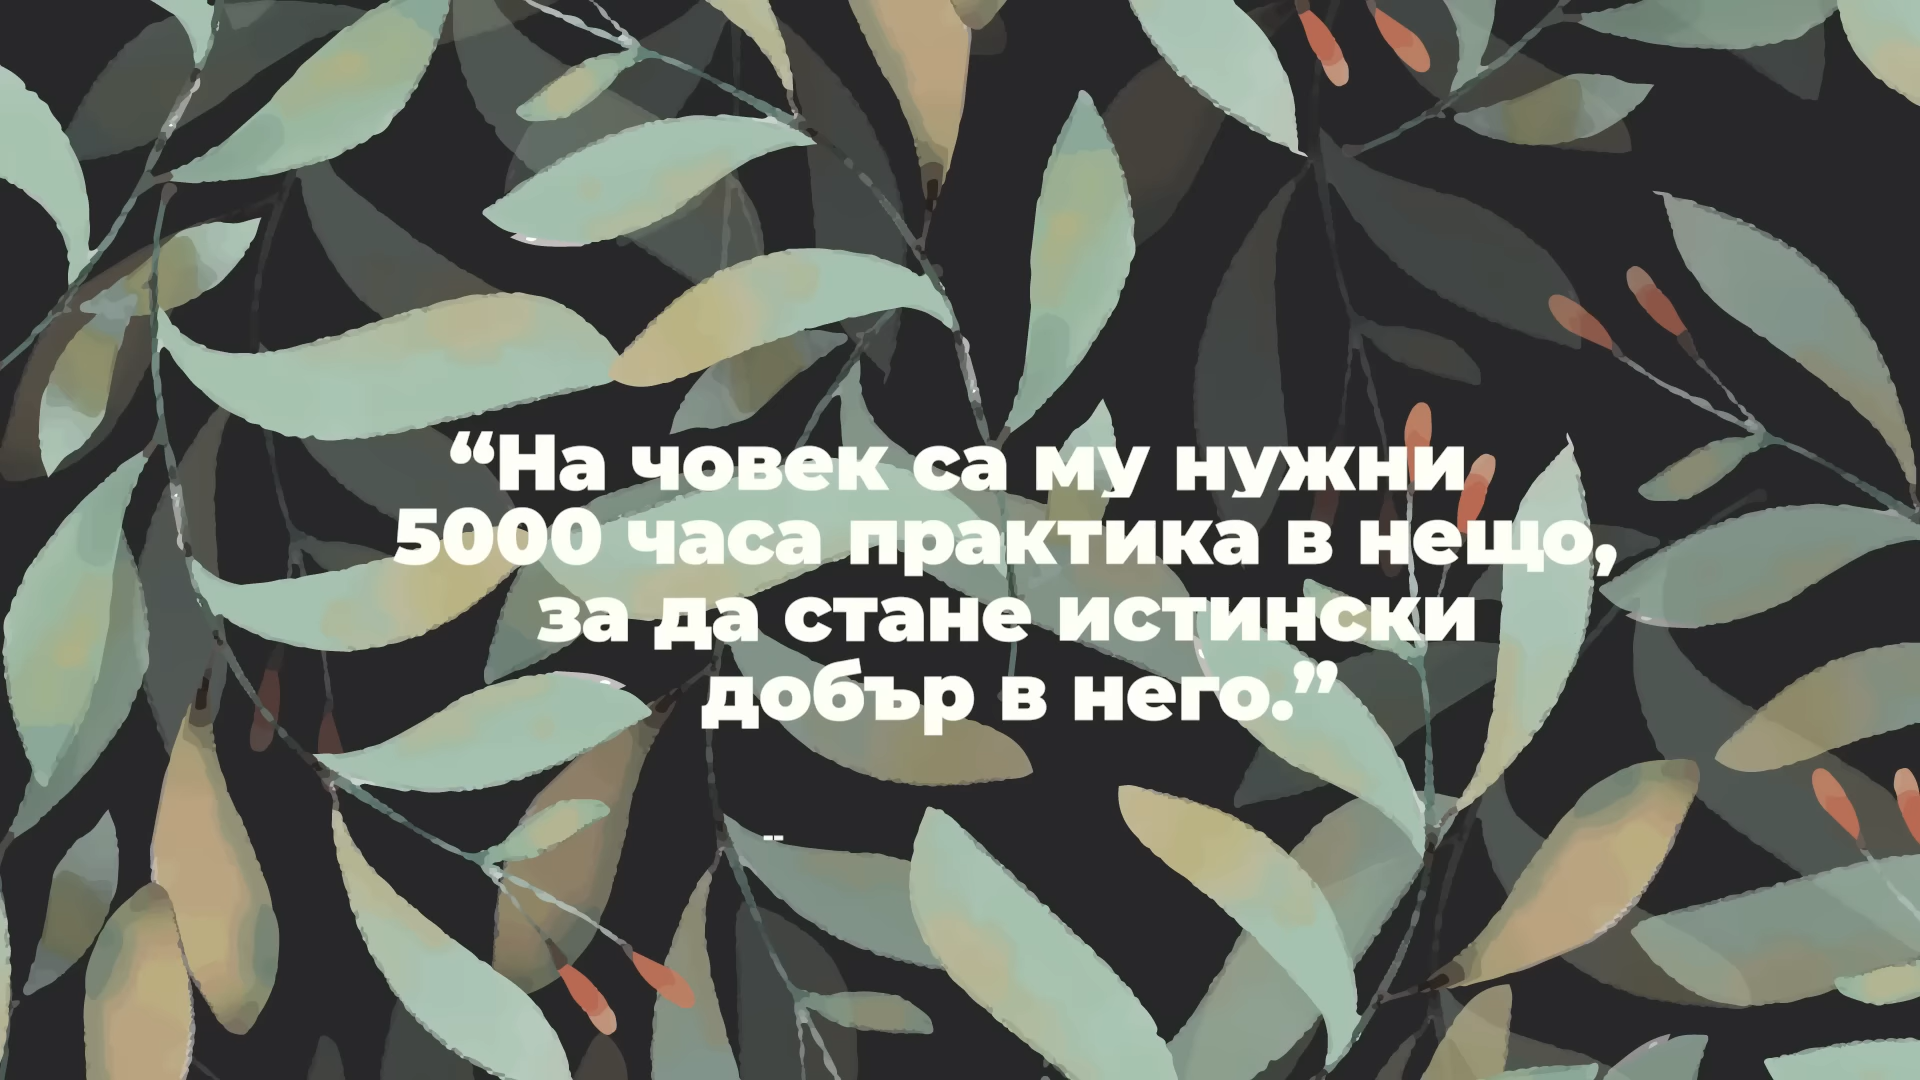 “На човек са му нужни
5000 часа практика в нещо,
за да стане истински
добър в него.”